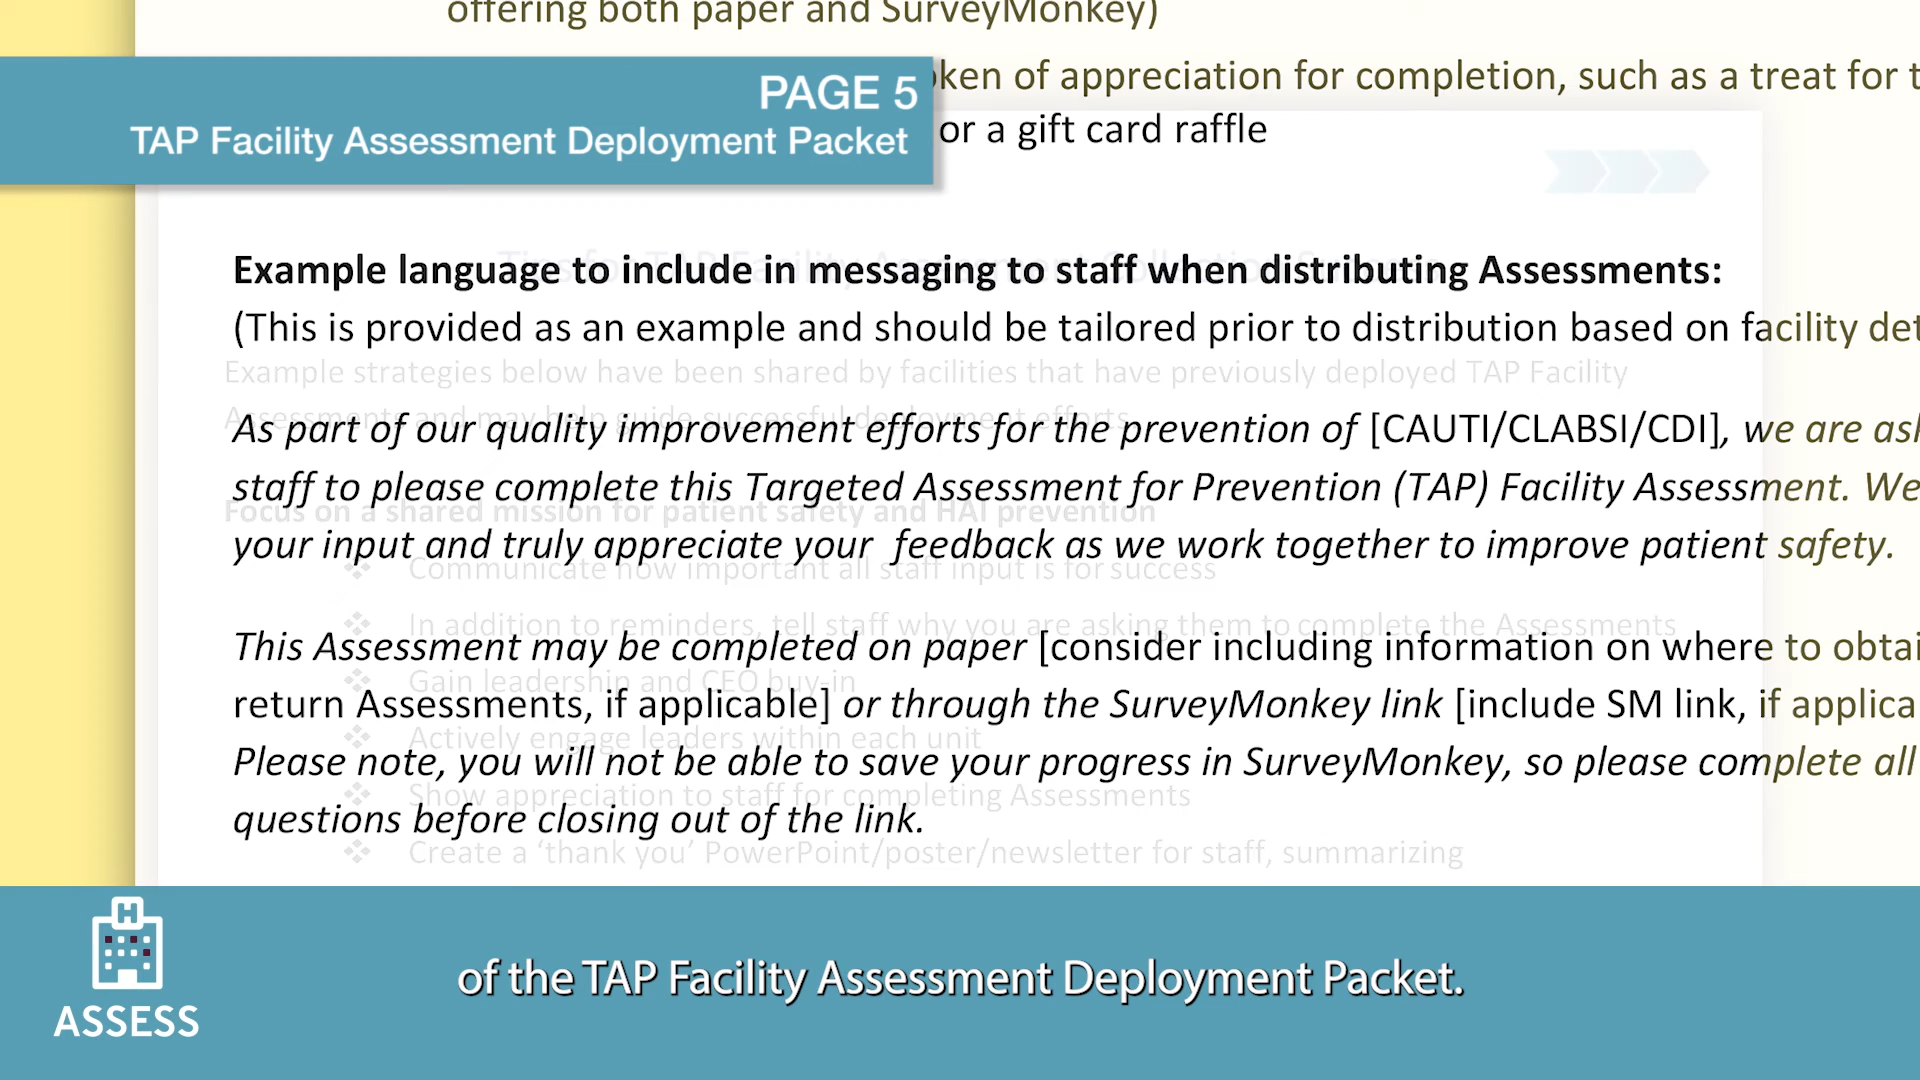 offering both paper and SurveyMonkey)
PAGE 5
TAP Facility Assessment Deployment Packet
of appreciation for completion, such as a treat for
or a gift card raffle
Example language to include in messaging to staff when distributing Assessments:
(This is provided as an example and should be tailored prior to distribution based on facility
Example strategies below have been shared by facilities that have previously deployed TAP Facility
Assessments and may help guide successful deployment efforts
As part of our quality improvement efforts for the prevention of [CAUTI/CLABSI/CDI], we are
staff to please complete this Targeted Assessment for Prevention (TAP) Facility Assessment. We
Focus on a shared mission for patient safety and HAI prevention
your input and truly appreciate your feedback as we work together to improve patient safety.
❖ Communicate how important all staff input is for success
❖ In addition to reminders, tell staff why you are asking them to complete the Assessments
This Assessment may be completed on paper [consider including information on where to
❖ Gain leadership and CEO buy-in
return Assessments, if applicable] or through the SurveyMonkey link [include SM link, if
❖ Actively engage leaders within each unit
Please note, you will not be able to save your progress in SurveyMonkey, so please complete all
❖ Show appreciation to staff for completing Assessments
questions before closing out of the link.
❖ Create a ‘thank you’ PowerPoint/poster/newsletter for staff, summarizing
H
ASSESS
of the TAP Facility Assessment Deployment Packet.